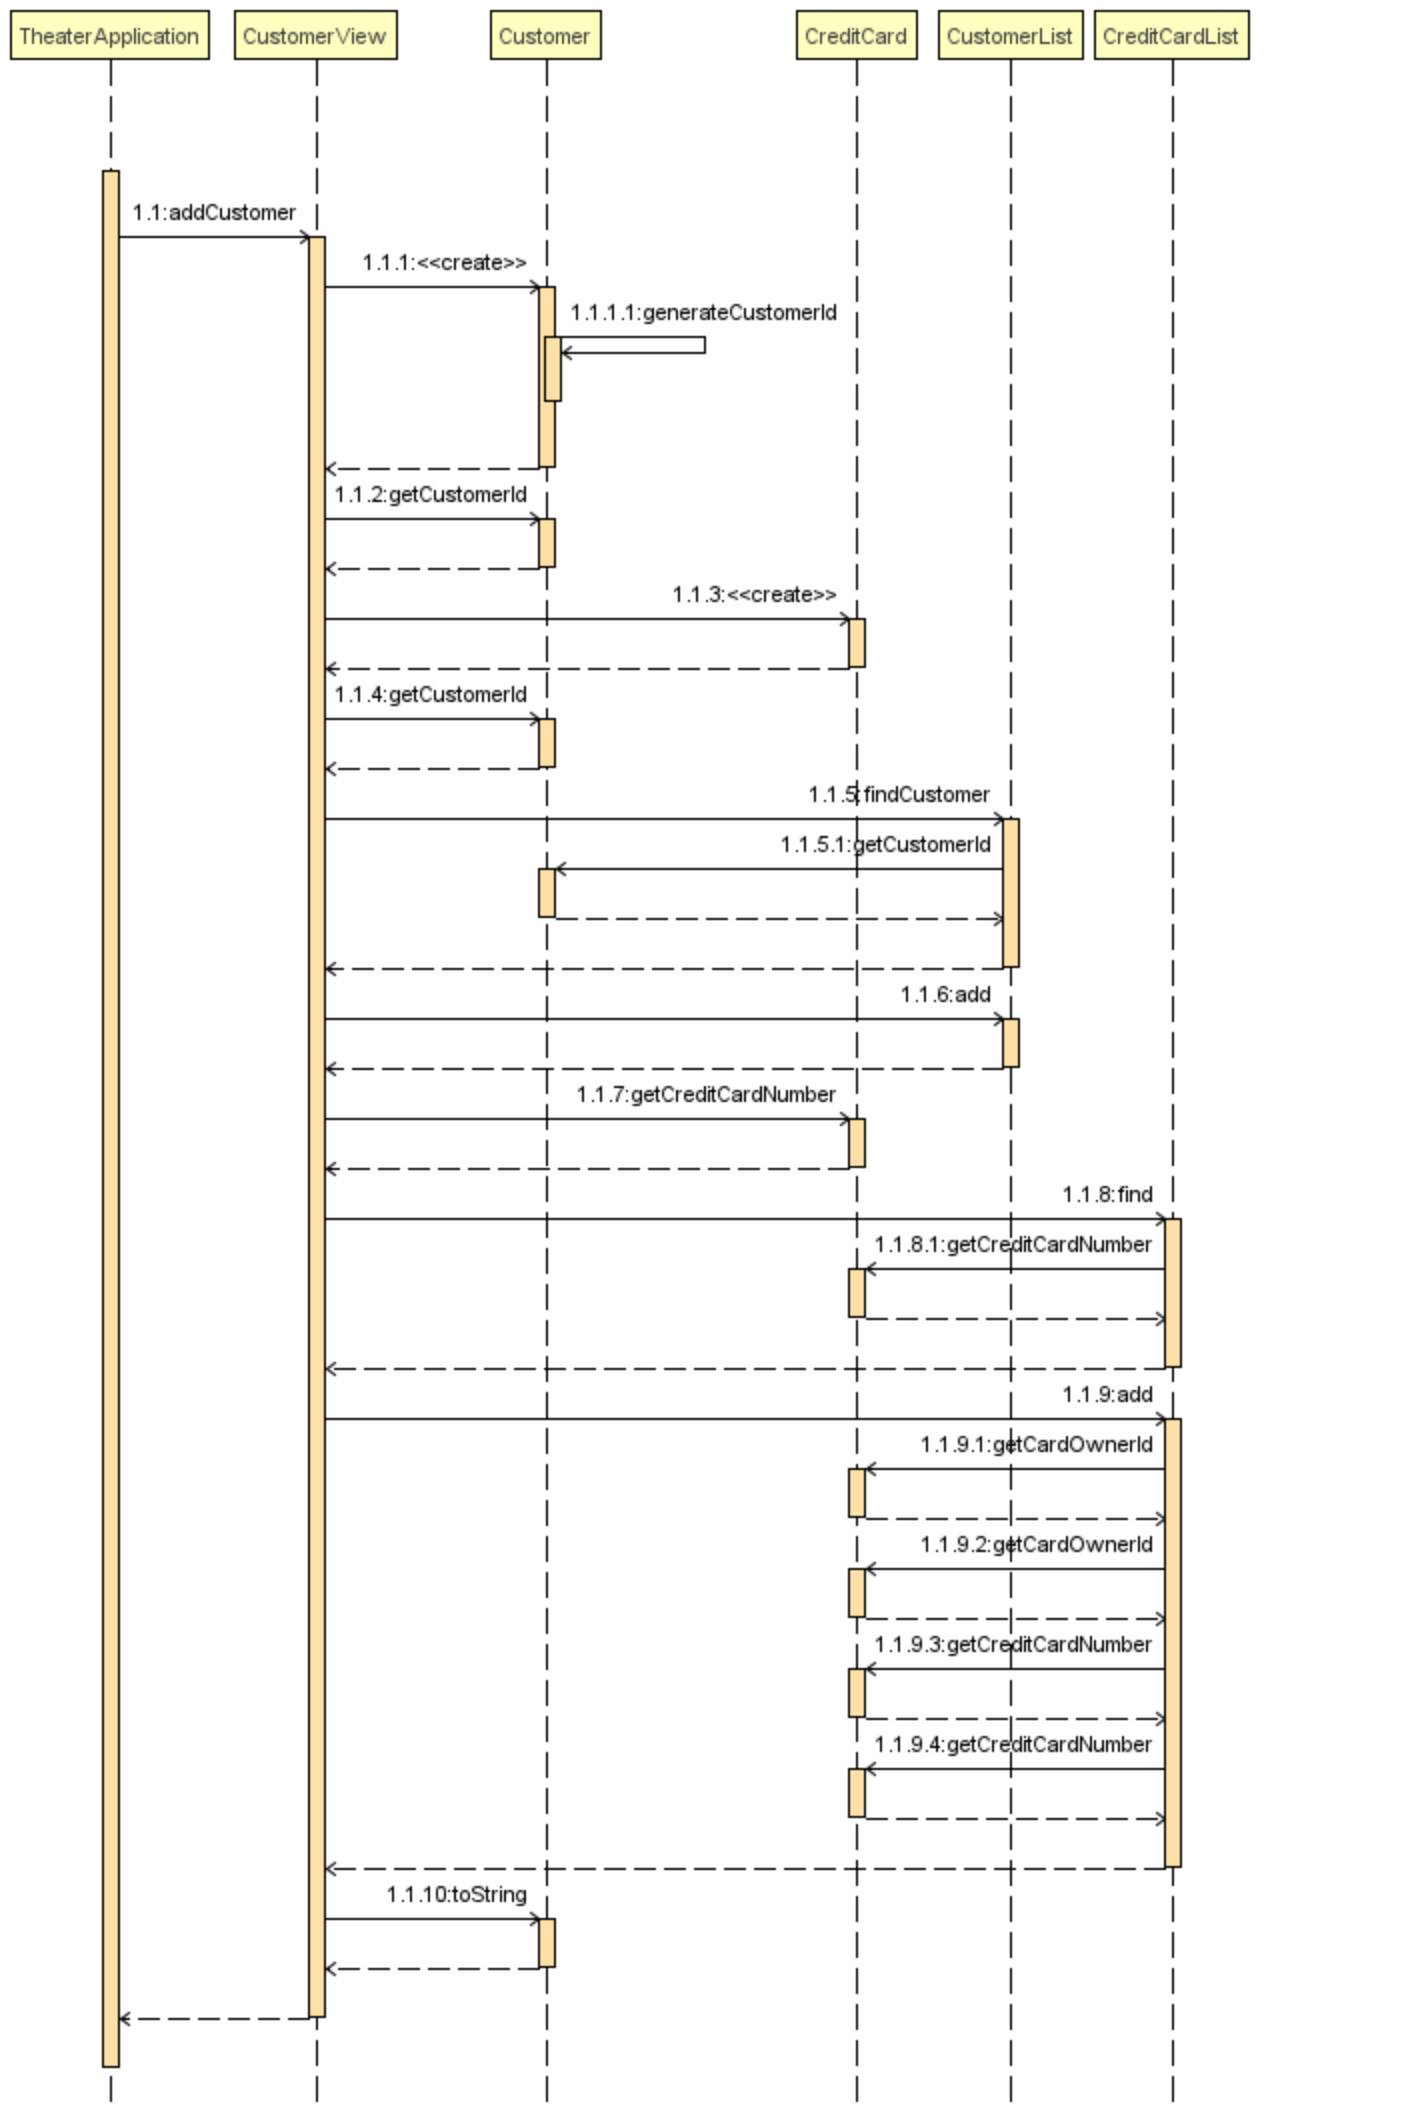 TheaterApplication
CustomerView
Customer
CreditCard
CustomerList
CreditCardList
1.1:addCustomer
1.1.1:<<create>>
1.1.1.1:generateCustomerId
1.1.2:getCustomerId
1.1.3:<<create>>
1.1.4:getCustomerId
1.1.5:findCustomer
1.1.5.1:getCustomerId
1.1.6:add
1.1.7:getCreditCardNumber
1.1.8:find
1.1.8.1:getCreditCardNumber
1.1.9:add
1.1.9.1:getCardOwnerId
1.1.9.2:getCardOwnerId
1.1.9.3:getCreditCardNumber
1.1.9.4:getCreditCardNumber
1.1.10:toString